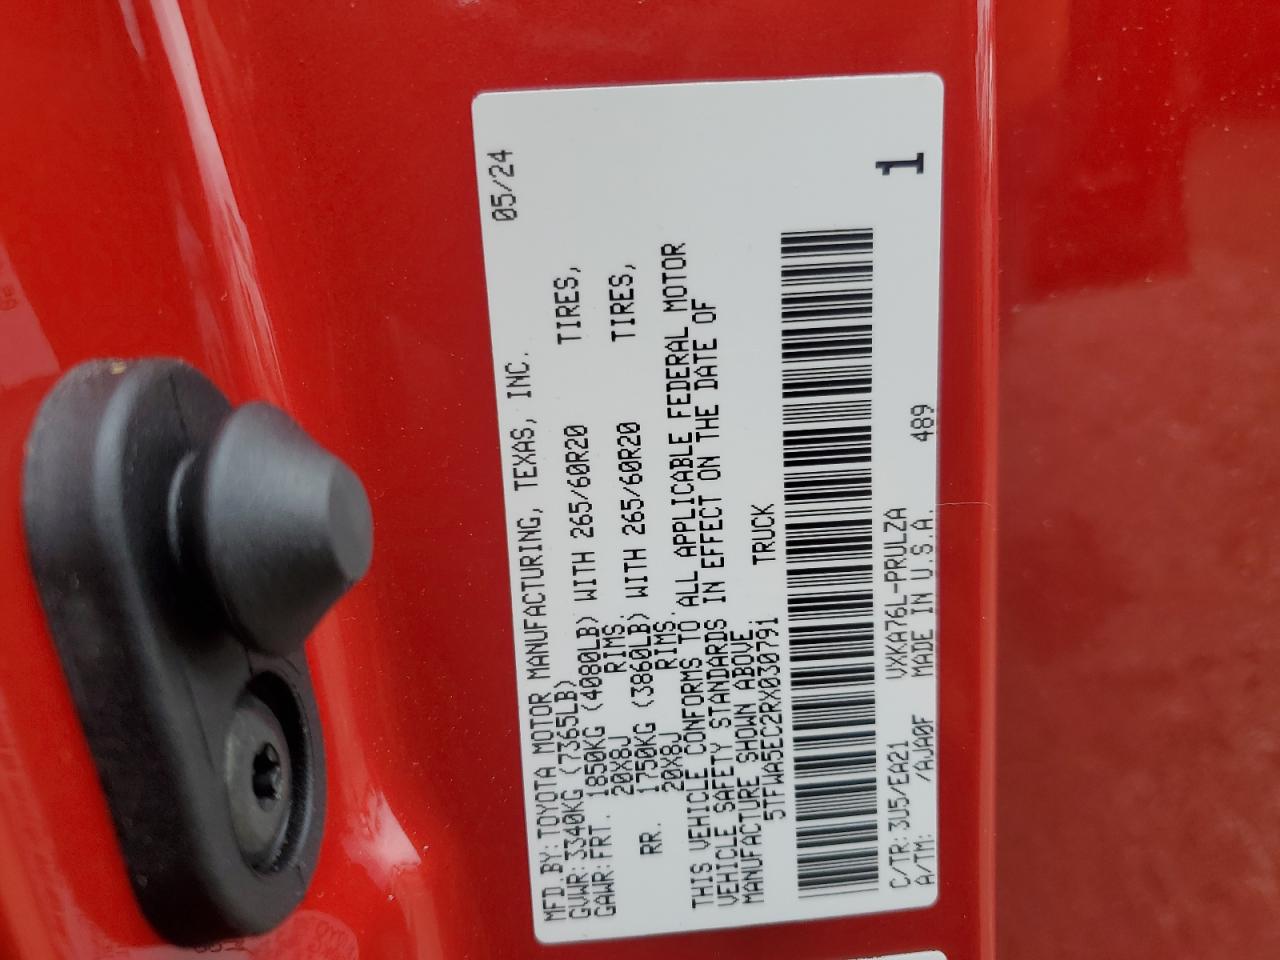 05/24
MFD.BY: TOYOTA MOTOR MANUFACTURING, TEXAS, INC.
GVWR: 3340KG (7365LB)
GAWR: FRT. 1850KG (4080LB) WITH 265/60R20 TIRES,
20X8J RIMS;
RR. 1750KG (3860LB) WITH 265/60R20 TIRES,
20X8J RIMS.
THIS VEHICLE CONFORMS TO ALL APPLICABLE FEDERAL MOTOR
VEHICLE SAFETY STANDARDS IN EFFECT ON THE DATE OF
MANUFACTURE SHOWN ABOVE.
5TFWA5EC2RX030791 TRUCK
C/TR: 3U5/EA21 VXKA76L-PRULZA 489
A/TM: /AJA0F MADE IN U.S.A.
1